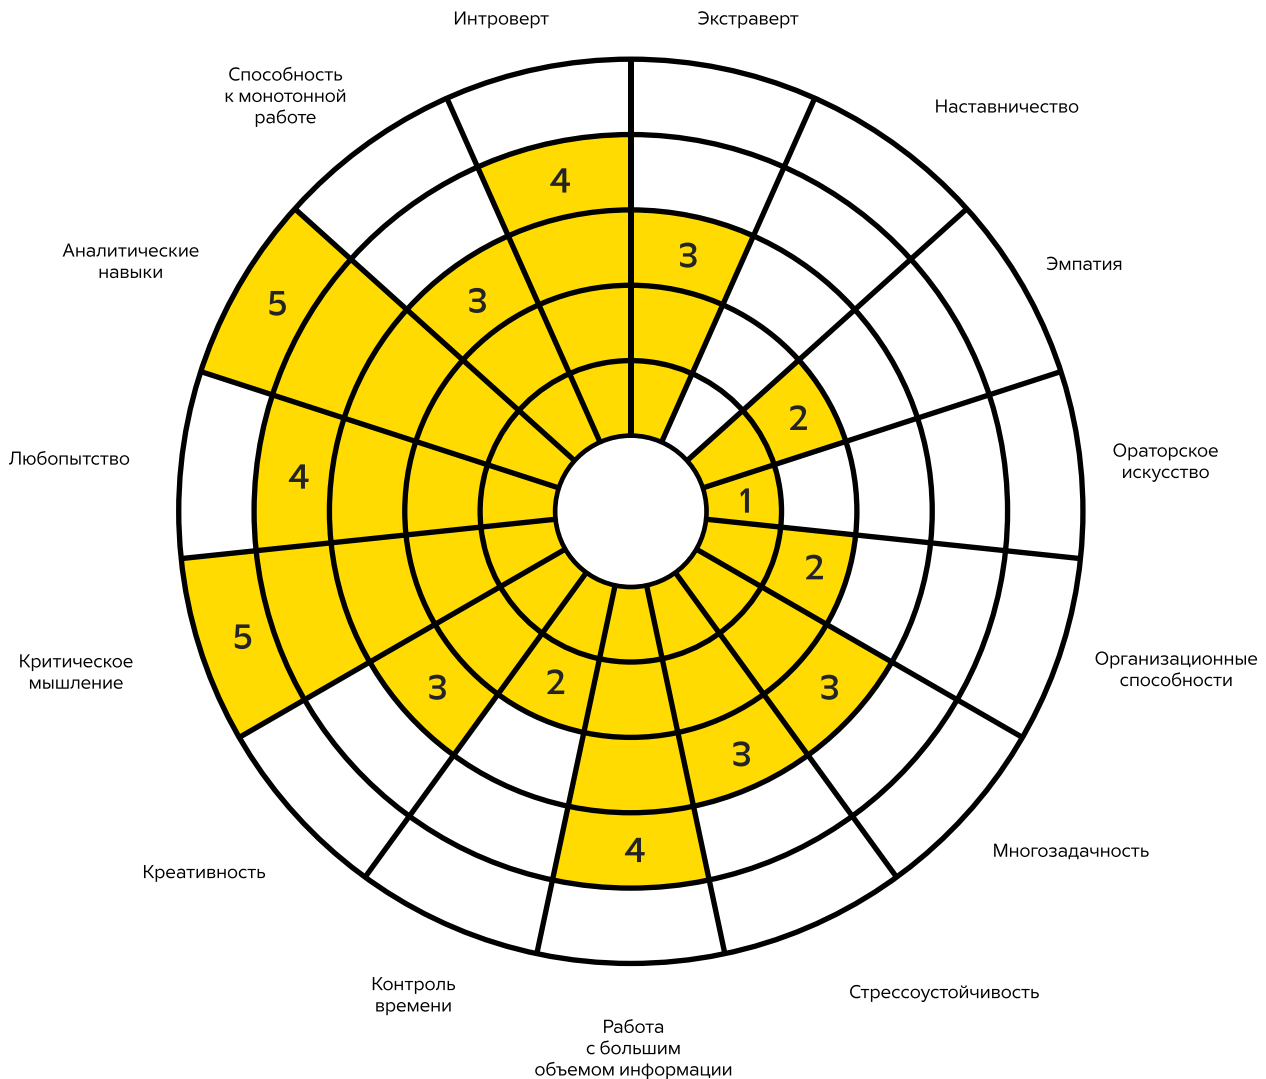 Интроверт
Экстраверт
Способность
к монотонной
работе
Наставничество
4
3
Аналитические
навыки
Эмпатия
5
3
2
Любопытство
4
1
Ораторское
искусство
2
5
Критическое
мышление
3
2
3
Организационные
способности
3
4
Креативность
Многозадачность
Контроль
времени
Стрессоустойчивость
Работа
с большим
объемом информации